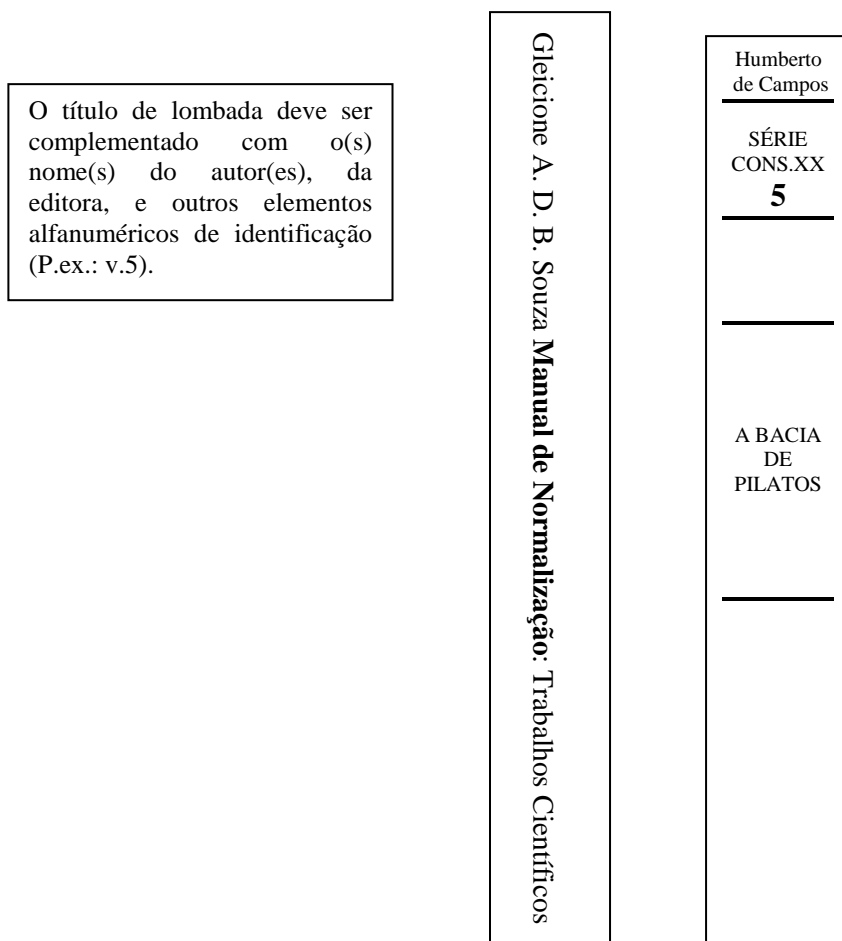 O título de lombada deve ser
complementado com o(s)
nome(s) do autor(es), da
editora, e outros elementos
alfanuméricos de identificação
(P.ex.: v.5).
Gleicione A. D. B. Souza Manual de Normalização: Trabalhos Científicos
Humberto
de Campos
SÉRIE
CONS.XX
5
A BACIA
DE
PILATOS